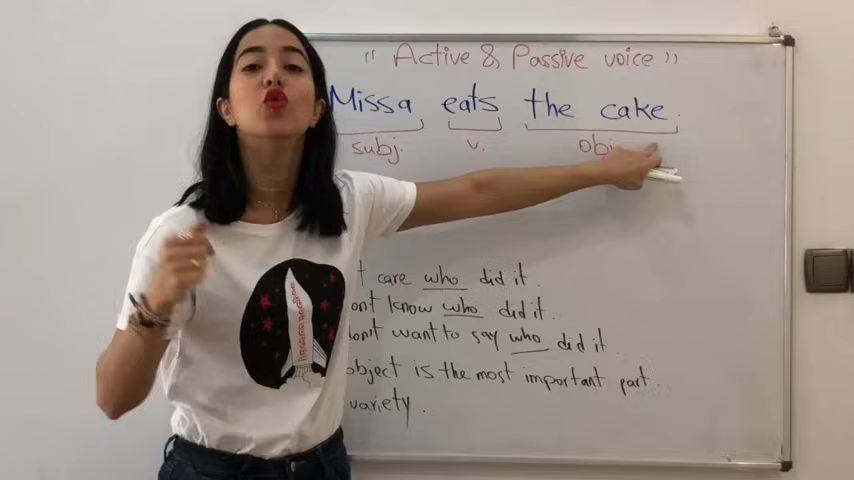 " Active & Passive voice "
Missa eats the cake.
subj. v. obj
care who did it.
know who did it.
don't want to say who did it.
object is the most important part.
variety.